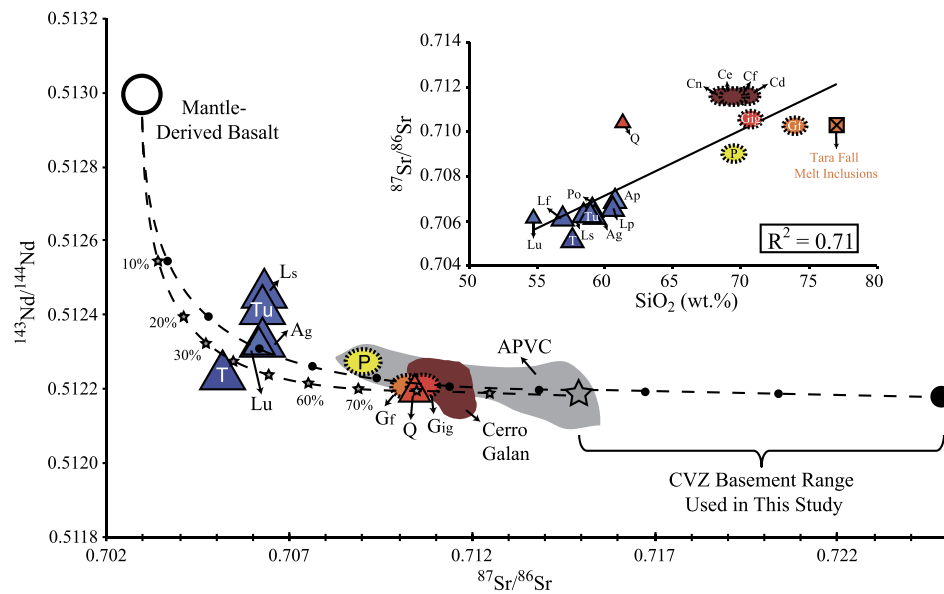 0.5132
0.5130
0.5128
0.5126
0.5124
0.5122
0.5120
0.5118
143Nd/144Nd
0.702
0.707
0.712
0.717
0.722
87Sr/86Sr
Mantle-
Derived Basalt
10%
20%
30%
60%
70%
Ls
Tu
Ag
T
Lu
P
Gf
Q
Gig
APVC
Cerro
Galan
CVZ Basement Range
Used in This Study
0.714
0.712
0.710
0.708
0.706
0.704
87Sr/86Sr
50
55
60
65
70
75
80
SiO2 (wt.%)
Cn
Ce
Cf
Cd
Gig
Gf
P
Q
Tara Fall
Melt Inclusions
Po
Ap
Lf
Tu
Lu
T
Ls
Ag
Lp
R2 = 0.71